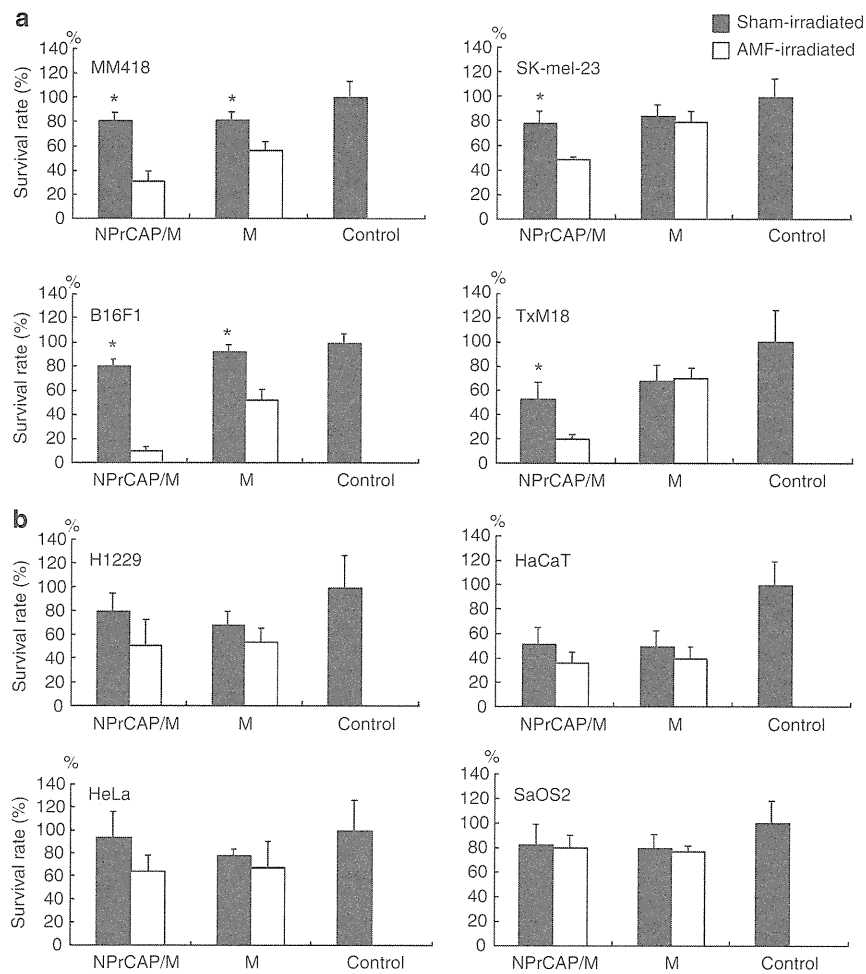 a
Sham-irradiated
AMF-irradiated
%
140
120
100
80
60
40
20
0
Survival rate (%)
MM418
*
*
NPrCAP/M
M
Control
%
140
120
100
80
60
40
20
0
SK-mel-23
*
NPrCAP/M
M
Control
%
140
120
100
80
60
40
20
0
Survival rate (%)
B16F1
*
*
NPrCAP/M
M
Control
%
140
120
100
80
60
40
20
0
TxM18
*
NPrCAP/M
M
Control
b
%
140
120
100
80
60
40
20
0
Survival rate (%)
H1229
NPrCAP/M
M
Control
%
140
120
100
80
60
40
20
0
HaCaT
NPrCAP/M
M
Control
%
140
120
100
80
60
40
20
0
Survival rate (%)
HeLa
NPrCAP/M
M
Control
%
140
120
100
80
60
40
20
0
SaOS2
NPrCAP/M
M
Control